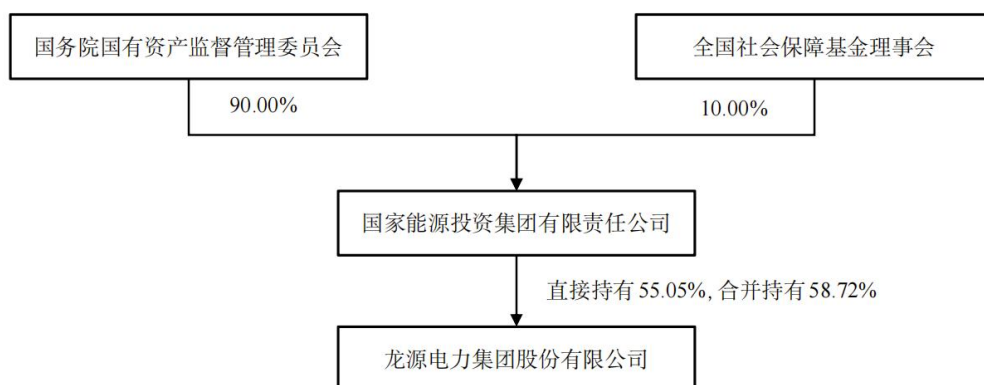 国务院国有资产监督管理委员会
全国社会保障基金理事会
90.00%
10.00%
国家能源投资集团有限责任公司
直接持有 55.05%, 合并持有 58.72%
龙源电力集团股份有限公司